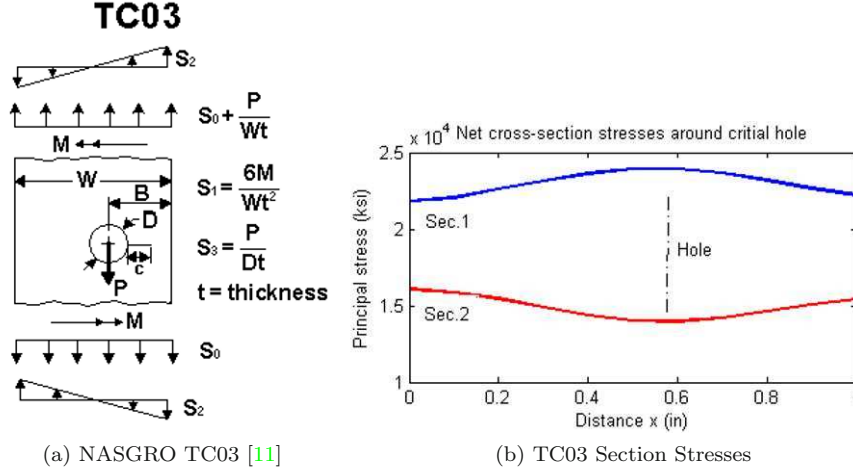 TC03
S₂
S₀ + P/Wt
M
W
B
S₁ = 6M/Wt²
D
S₃ = P/Dt
c
P
t = thickness
M
S₀
S₂
(a) NASGRO TC03 [11]
x 10⁴ Net cross-section stresses around critial hole
2.5
2
1.5
1
Principal stress (ksi)
Sec.1
Hole
Sec.2
0 0.2 0.4 0.6 0.8
Distance x (in)
(b) TC03 Section Stresses